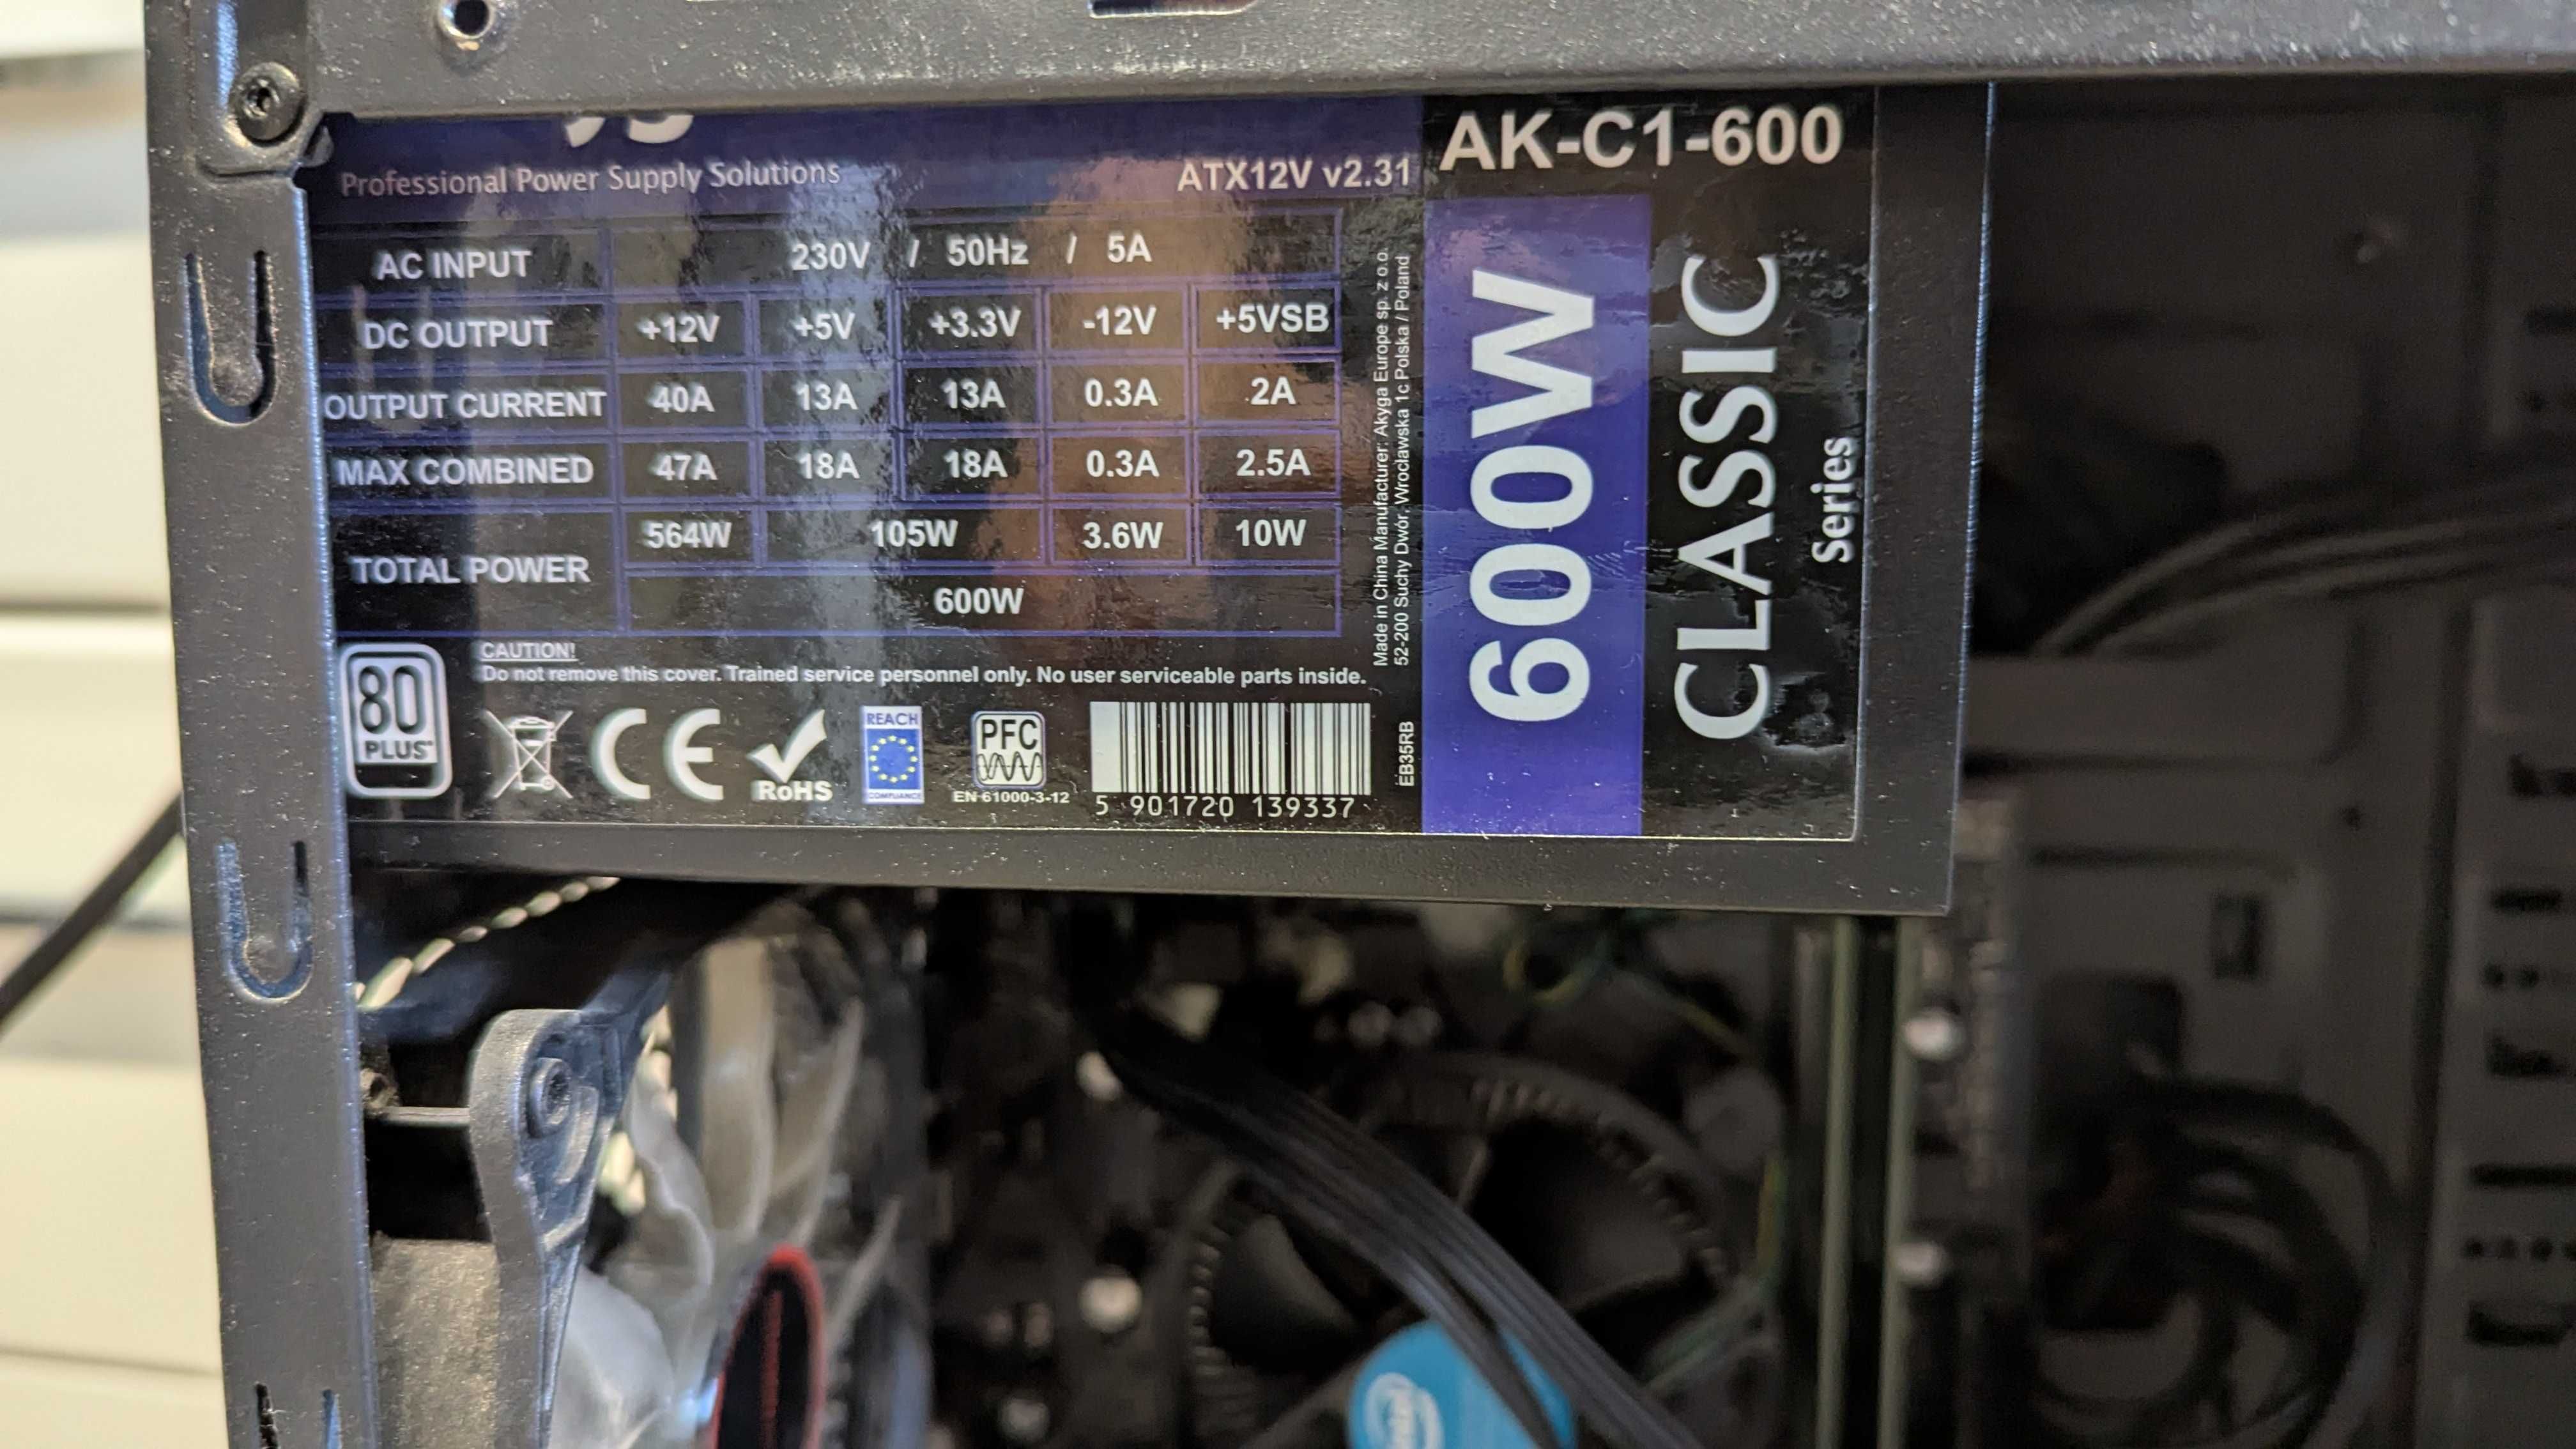 Professional Power Supply Solutions
ATX12V v2.31
AK-C1-600
AC INPUT 230V / 50Hz / 5A
DC OUTPUT +12V +5V +3.3V -12V +5VSB
OUTPUT CURRENT 40A 13A 13A 0.3A 2A
MAX COMBINED 47A 18A 18A 0.3A 2.5A
TOTAL POWER 564W 105W 3.6W 10W
600W
CAUTION!
Do not remove this cover. Trained service personnel only. No user serviceable parts inside.
80
PLUS
CE
RoHS
REACH
COMPLIANCE
PFC
EN 61000-3-12
5 901720 139337
Made in China Manufacturer: Akyga Europe sp. z o.o.
52-200 Suchy Dwór, Wrocławska 1c Polska / Poland
EB35RB
600W
CLASSIC
Series
intel